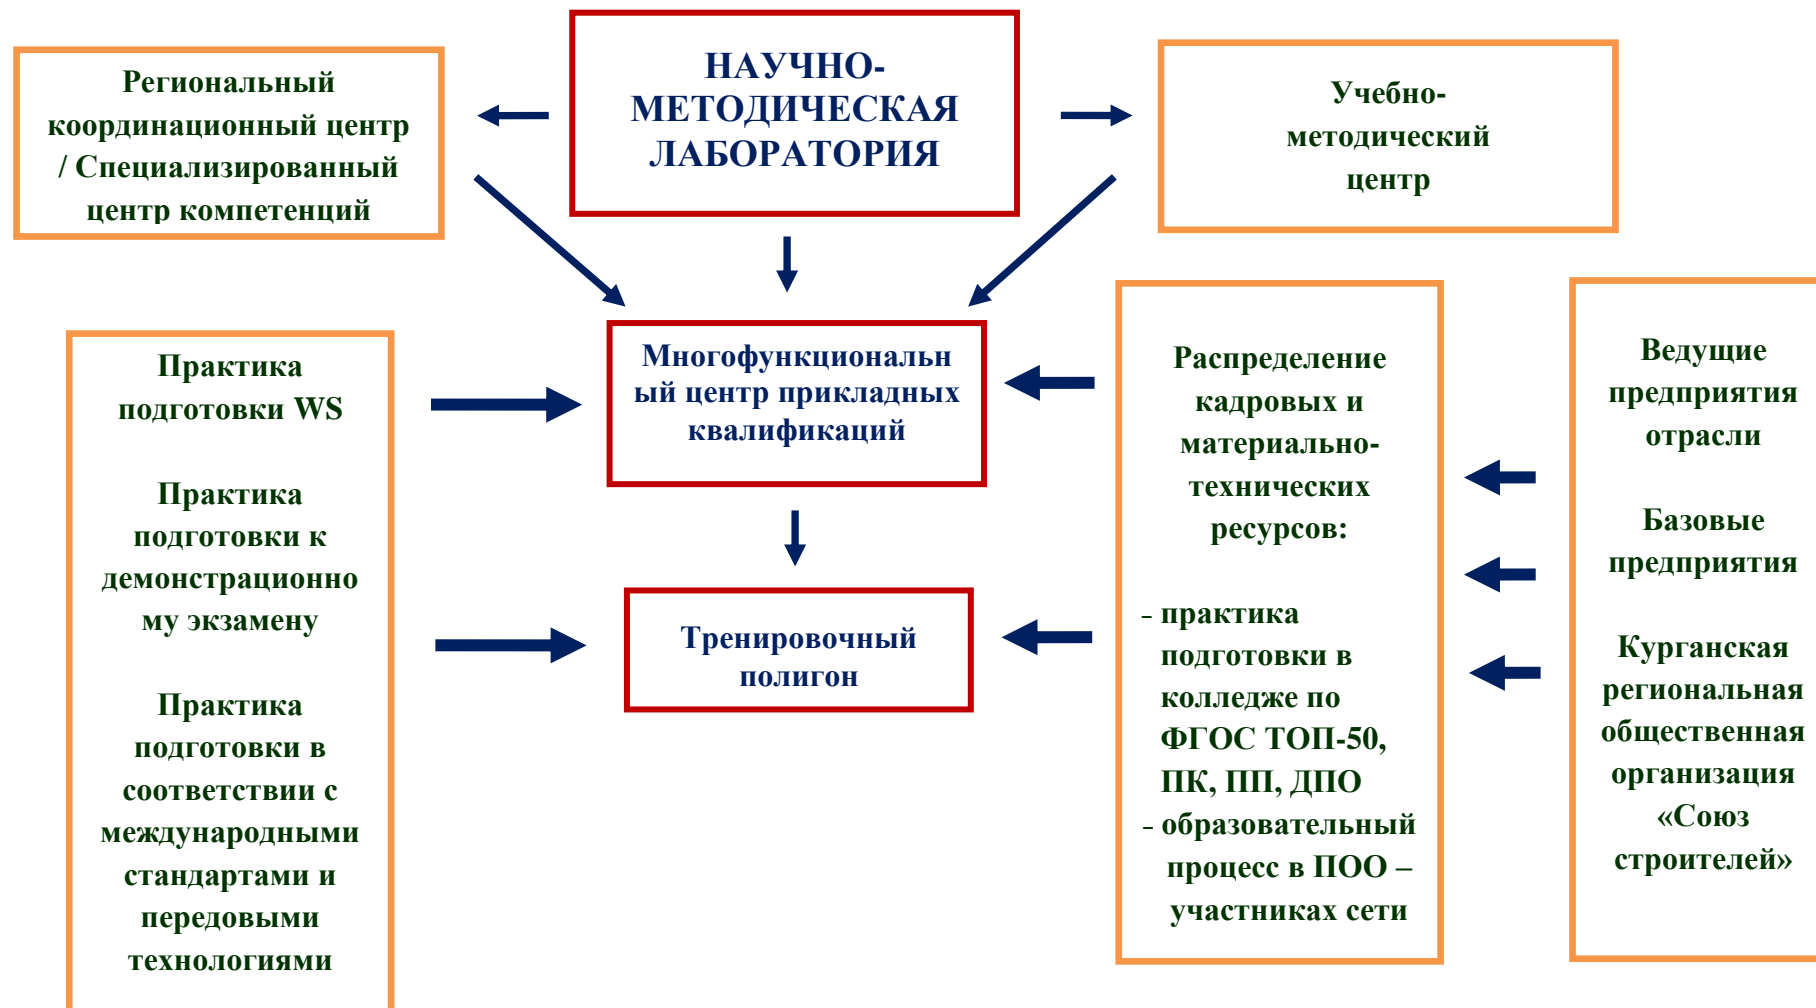 Региональный
координационный центр
/ Специализированный
центр компетенций
НАУЧНО-
МЕТОДИЧЕСКАЯ
ЛАБОРАТОРИЯ
Учебно-
методический
центр
Практика
подготовки WS
Практика
подготовки к
демонстрационно
му экзамену
Практика
подготовки в
соответствии с
международными
стандартами и
передовыми
технологиями
Многофункциональн
ый центр прикладных
квалификаций
Тренировочный
полигон
Распределение
кадровых и
материально-
технических
ресурсов:
- практика
подготовки в
колледже по
ФГОС ТОП-50,
ПК, ПП, ДПО
- образовательный
процесс в ПОО –
участниках сети
Ведущие
предприятия
отрасли
Базовые
предприятия
Курганская
региональная
общественная
организация
«Союз
строителей»